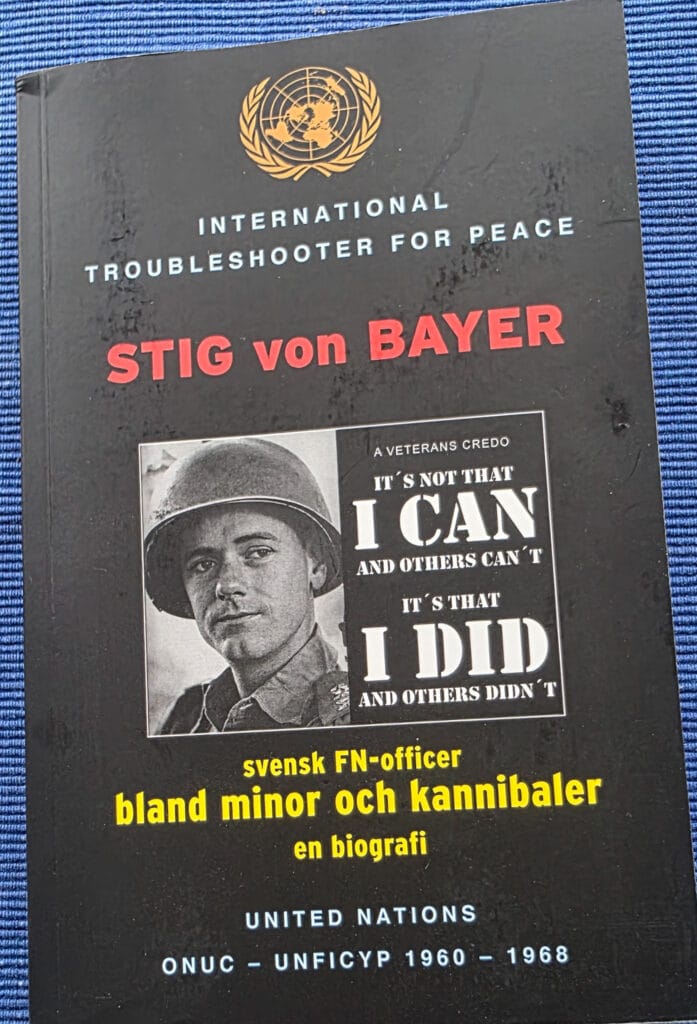 INTERNATIONAL
TROUBLESHOOTER FOR PEACE
STIG von BAYER
A VETERANS CREDO
IT´S NOT THAT
I CAN
AND OTHERS CAN´T
IT´S THAT
I DID
AND OTHERS DIDN´T
svensk FN-officer
bland minor och kannibaler
en biografi
UNITED NATIONS
ONUC – UNFICYP 1960 – 1968